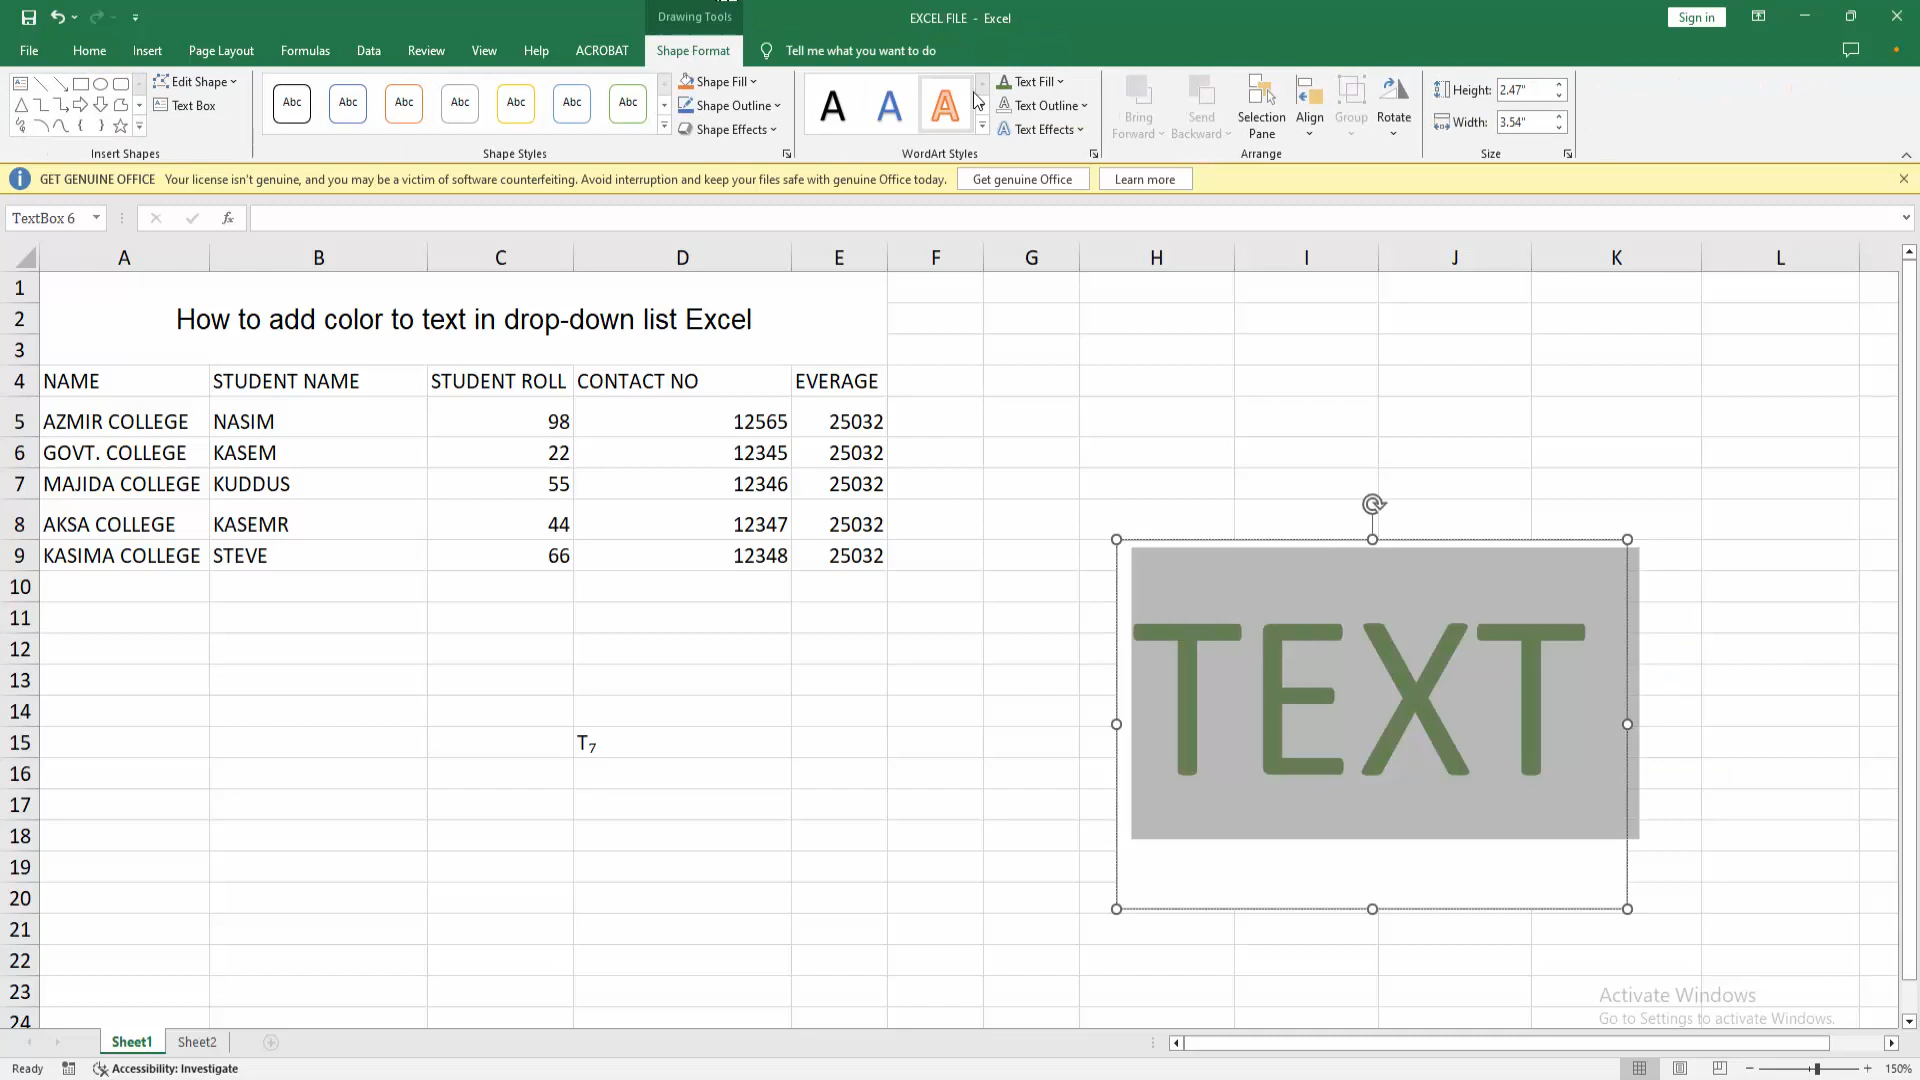 Drawing Tools
EXCEL FILE - Excel
Sign in
File Home Insert Page Layout Formulas Data Review View Help ACROBAT Shape Format Tell me what you want to do
Edit Shape
Text Box
Insert Shapes
Abc Abc Abc Abc Abc Abc Abc
Shape Fill
Shape Outline
Shape Effects
Shape Styles
A A A
Text Fill
Text Outline
Text Effects
WordArt Styles
Bring Forward
Send Backward
Selection Pane
Align
Group
Rotate
Arrange
Height: 2.47"
Width: 3.54"
Size
GET GENUINE OFFICE Your license isn't genuine, and you may be a victim of software counterfeiting. Avoid interruption and keep your files safe with genuine Office today. Get genuine Office Learn more
TextBox 6 fx
A B C D E F G H I J K L
1
2 How to add color to text in drop-down list Excel
3
4 NAME STUDENT NAME STUDENT ROLL CONTACT NO EVERAGE
5 AZMIR COLLEGE NASIM 98 12565 25032
6 GOVT. COLLEGE KASEM 22 12345 25032
7 MAJIDA COLLEGE KUDDUS 55 12346 25032
8 AKSA COLLEGE KASEMR 44 12347 25032
9 KASIMA COLLEGE STEVE 66 12348 25032
10
11
12
TEXT
13
14
15 T₇
16
17
18
19
20
21
22
23
24
Activate Windows
Go to Settings to activate Windows.
Sheet1 Sheet2
Ready Accessibility: Investigate 150%